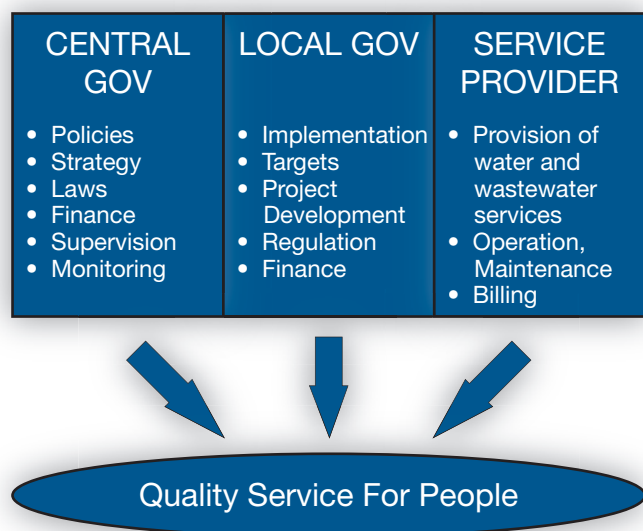 CENTRAL
GOV
• Policies
• Strategy
• Laws
• Finance
• Supervision
• Monitoring
LOCAL GOV
• Implementation
• Targets
• Project
Development
• Regulation
• Finance
SERVICE
PROVIDER
• Provision of
water and
wastewater
services
• Operation,
Maintenance
• Billing
Quality Service For People